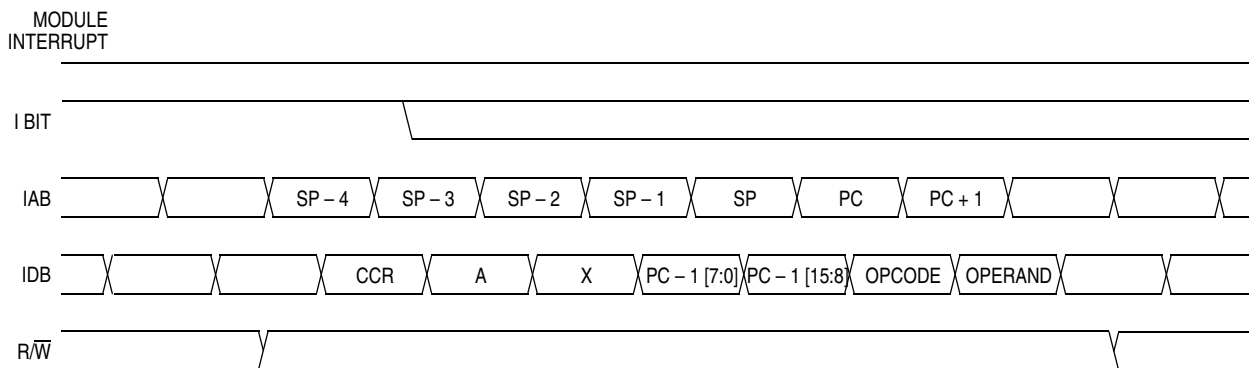 MODULE
INTERRUPT
I BIT
IAB SP – 4 SP – 3 SP – 2 SP – 1 SP PC PC + 1
IDB CCR A X PC – 1 [7:0] PC – 1 [15:8] OPCODE OPERAND
R/W̅